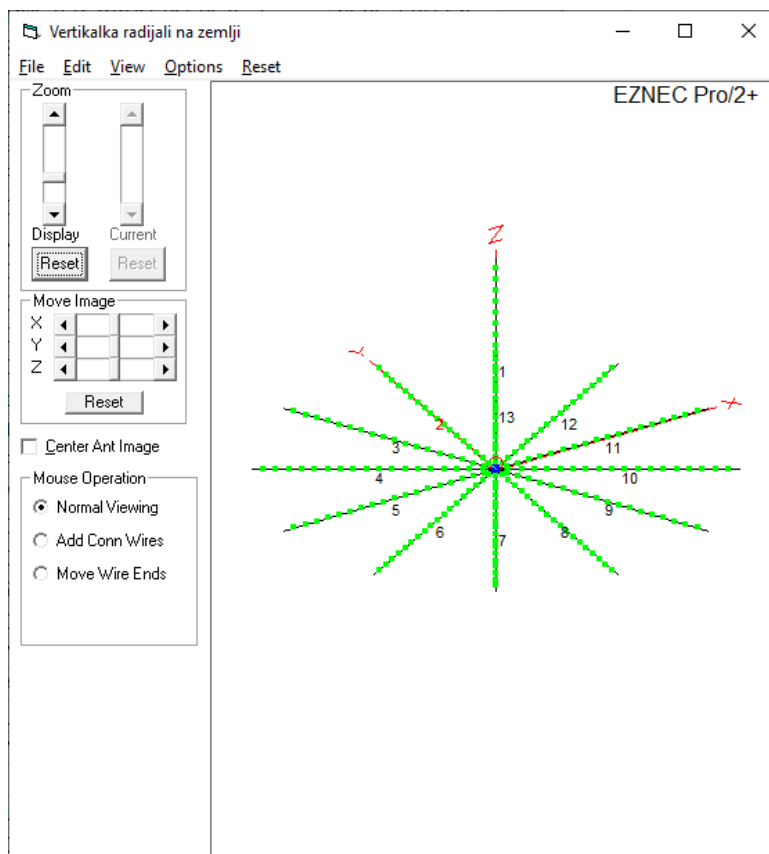 Vertikalka radijali na zemlji
File Edit View Options Reset
Zoom
Display Current
Reset Reset
Move Image
X
Y
Z
Reset
Center Ant Image
Mouse Operation
Normal Viewing
Add Conn Wires
Move Wire Ends
EZNEC Pro/2+
Z
Y
1
X
13
12
2
3
11
4
10
5
9
6
7
8